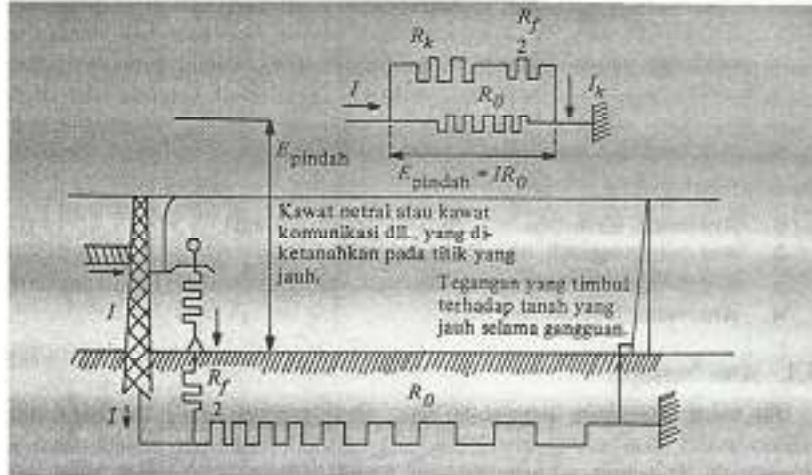 R_k
R_f
2
I
R_0
I_k
E_pindah
E_pindah = IR_0
Kawat netral atau kawat
komunikasi dll., yang di-
ketanahkan pada titik yang
jauh.
Tegangan yang timbul
terhadap tanah yang
jauh selama gangguan.
I
R_f
2
I
R_0